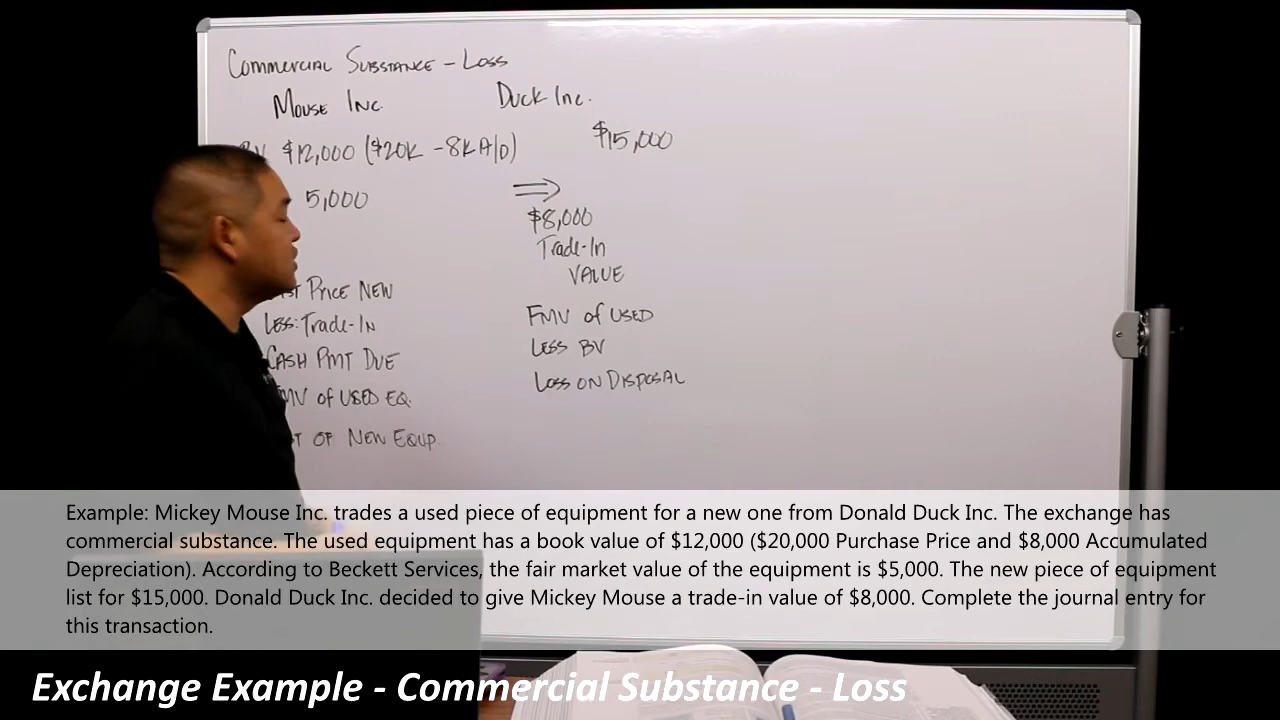 Commercial Substance - Loss
Mouse Inc. Duck Inc.
$12,000 ($20K -8K A/D) $15,000
5,000
$8,000
Trade-In
VALUE
Price New
Less: Trade-In
Cash Pmt Due
of Used Eq.
of New Equip
FMV of Used
Less BV
Loss on Disposal
Example: Mickey Mouse Inc. trades a used piece of equipment for a new one from Donald Duck Inc. The exchange has
commercial substance. The used equipment has a book value of $12,000 ($20,000 Purchase Price and $8,000 Accumulated
Depreciation). According to Beckett Services, the fair market value of the equipment is $5,000. The new piece of equipment
list for $15,000. Donald Duck Inc. decided to give Mickey Mouse a trade-in value of $8,000. Complete the journal entry for
this transaction.
Exchange Example - Commercial Substance - Loss